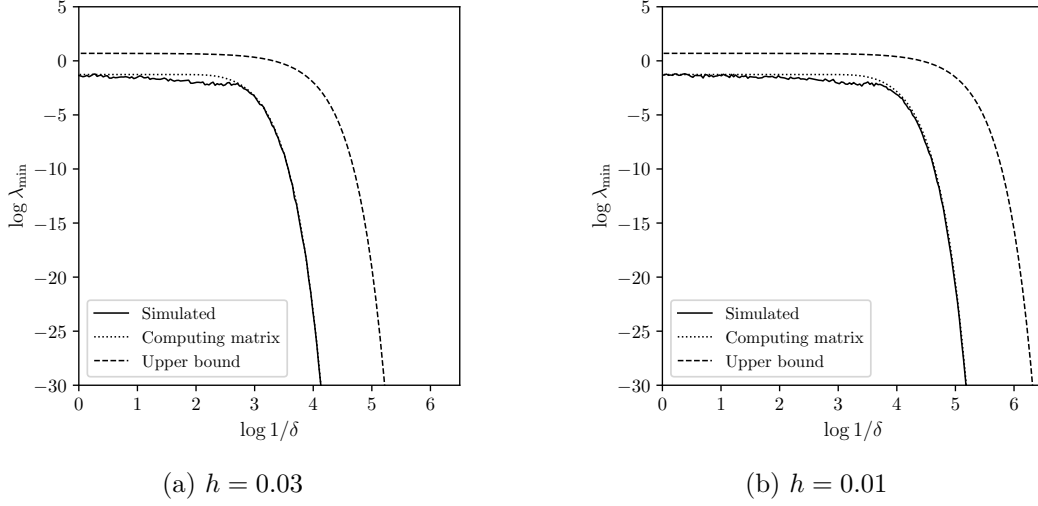 5
0
−5
−10
−15
−20
−25
−30
log λmin
0 1 2 3 4 5 6
log 1/δ
Simulated
Computing matrix
Upper bound
(a) h = 0.03
5
0
−5
−10
−15
−20
−25
−30
log λmin
0 1 2 3 4 5 6
log 1/δ
Simulated
Computing matrix
Upper bound
(b) h = 0.01